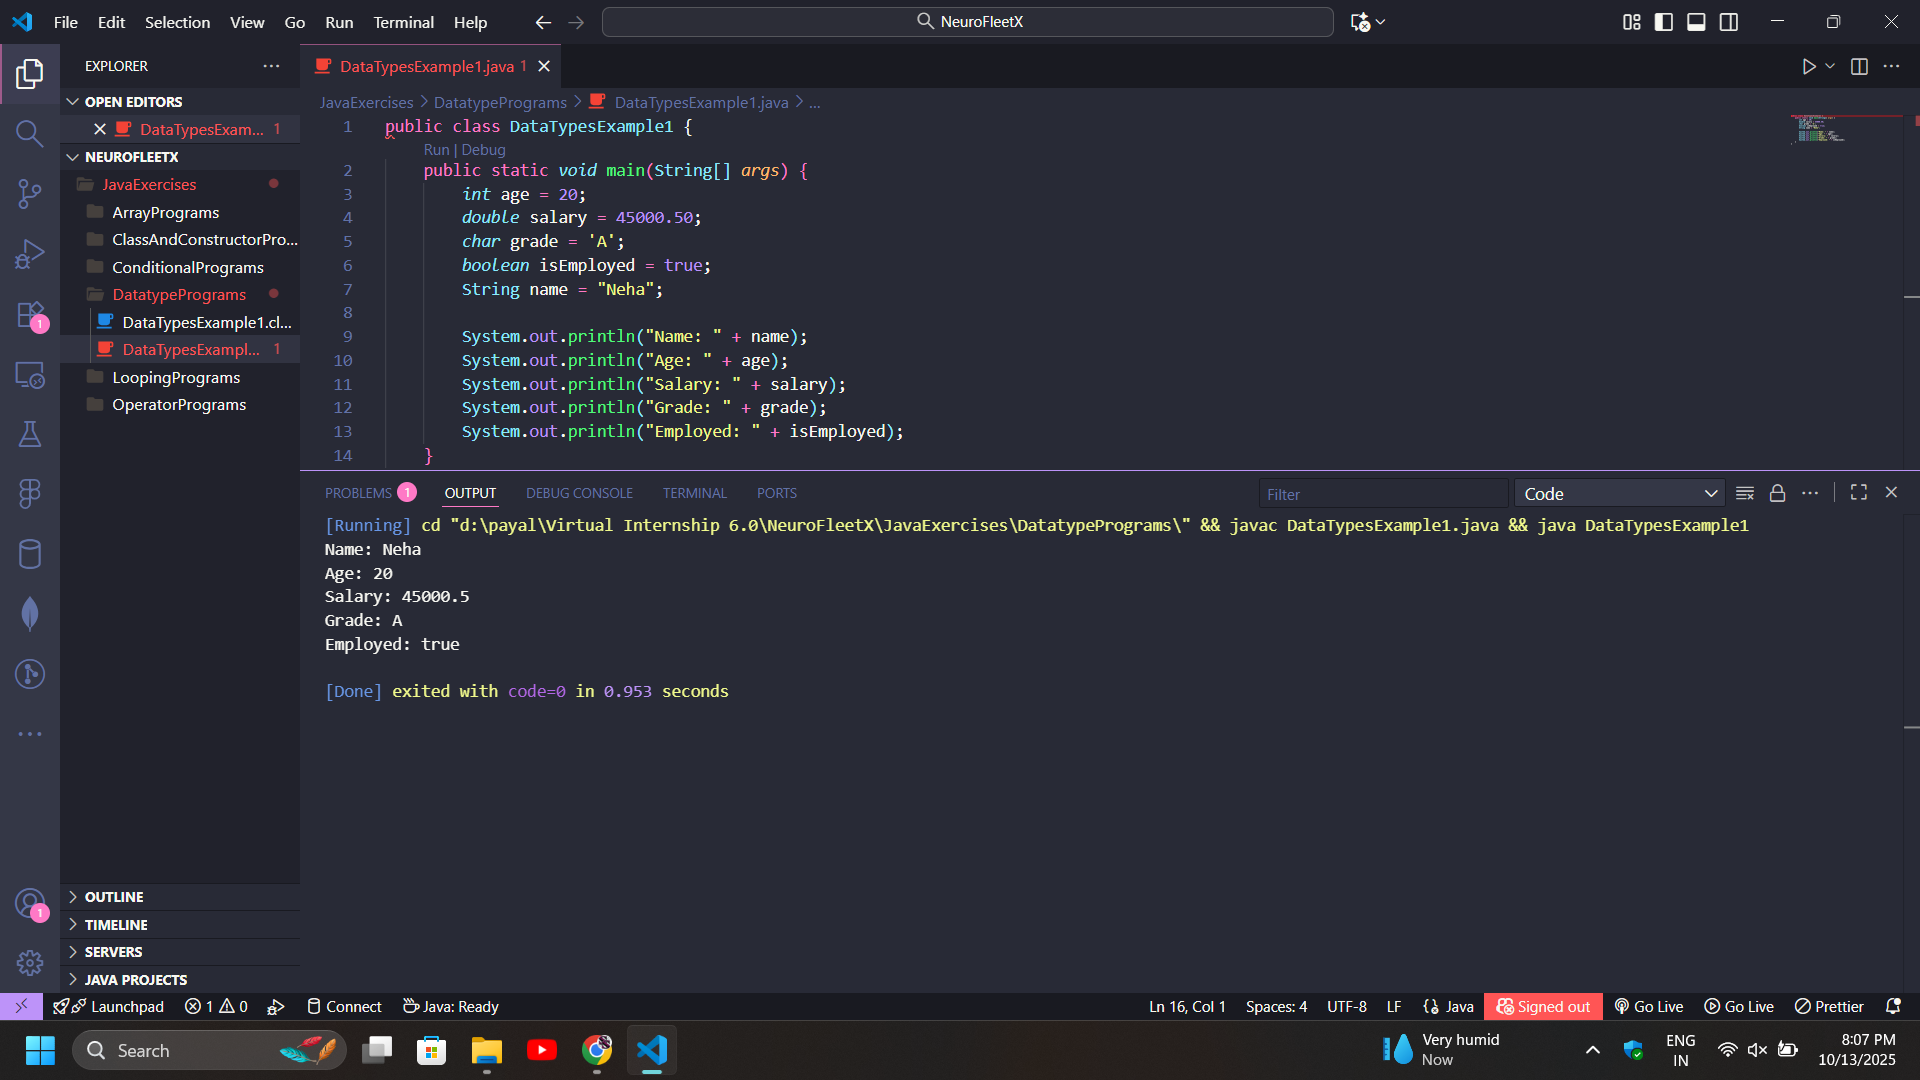 File Edit Selection View Go Run Terminal Help
NeuroFleetX
EXPLORER
OPEN EDITORS
DataTypesExam... 1
NEUROFLEETX
JavaExercises
ArrayPrograms
ClassAndConstructorPro...
ConditionalPrograms
DatatypePrograms
DataTypesExample1.cl...
DataTypesExampl... 1
LoopingPrograms
OperatorPrograms
OUTLINE
TIMELINE
SERVERS
JAVA PROJECTS
DataTypesExample1.java 1
JavaExercises > DatatypePrograms > DataTypesExample1.java > ...
1 public class DataTypesExample1 {
Run | Debug
2 public static void main(String[] args) {
3 int age = 20;
4 double salary = 45000.50;
5 char grade = 'A';
6 boolean isEmployed = true;
7 String name = "Neha";
8
9 System.out.println("Name: " + name);
10 System.out.println("Age: " + age);
11 System.out.println("Salary: " + salary);
12 System.out.println("Grade: " + grade);
13 System.out.println("Employed: " + isEmployed);
14 }
PROBLEMS 1 OUTPUT DEBUG CONSOLE TERMINAL PORTS
Filter
Code
[Running] cd "d:\payal\Virtual Internship 6.0\NeuroFleetX\JavaExercises\DatatypePrograms\" && javac DataTypesExample1.java && java DataTypesExample1
Name: Neha
Age: 20
Salary: 45000.5
Grade: A
Employed: true
[Done] exited with code=0 in 0.953 seconds
1
1
Launchpad 1 0 Connect Java: Ready
Ln 16, Col 1 Spaces: 4 UTF-8 LF {} Java Signed out Go Live Go Live Prettier
Search
Very humid
Now
ENG
IN
8:07 PM
10/13/2025